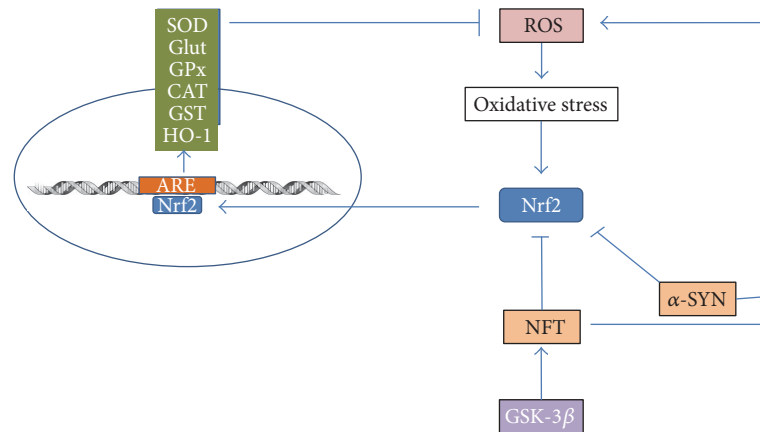 SOD
Glut
GPx
CAT
GST
HO-1
ARE
Nrf2
ROS
Oxidative stress
Nrf2
α-SYN
NFT
GSK-3β